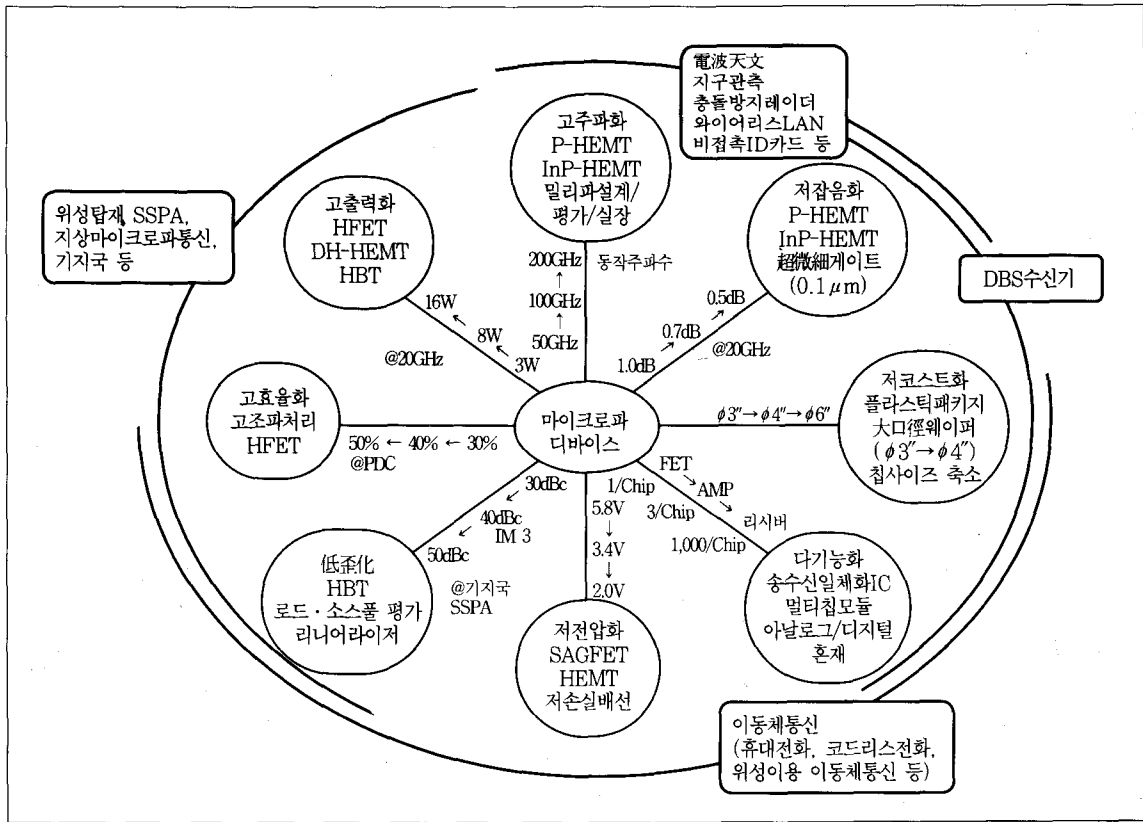 電波天文
지구관측
충돌방지레이더
와이어리스LAN
비접촉ID카드 등
고주파화
P-HEMT
InP-HEMT
밀리파설계/
평가/실장
200GHz
↑
100GHz
↑
50GHz
동작주파수
위성탑재 SSPA,
지상마이크로파통신,
기지국 등
고출력화
HFET
DH-HEMT
HBT
16W
←
8W
←
3W
@20GHz
저잡음화
P-HEMT
InP-HEMT
超微細게이트
(0.1μm)
1.0dB
→
0.7dB
→
0.5dB
@20GHz
DBS수신기
고효율화
고조파처리
HFET
50% ← 40% ← 30%
@PDC
마이크로파
디바이스
φ3″→φ4″→φ6″
저코스트화
플라스틱패키지
大口徑웨이퍼
(φ3″→φ4″)
칩사이즈 축소
低歪化
HBT
로드·소스풀 평가
리니어라이저
30dBc
←
40dBc
IM 3
←
50dBc
@기지국
SSPA
5.8V
↓
3.4V
↓
2.0V
저전압화
SAGFET
HEMT
저손실배선
FET
→
AMP
→
리시버
1/Chip
3/Chip
1,000/Chip
다기능화
송수신일체화IC
멀티칩모듈
아날로그/디지털
혼재
이동체통신
(휴대전화, 코드리스전화,
위성이용 이동체통신 등)